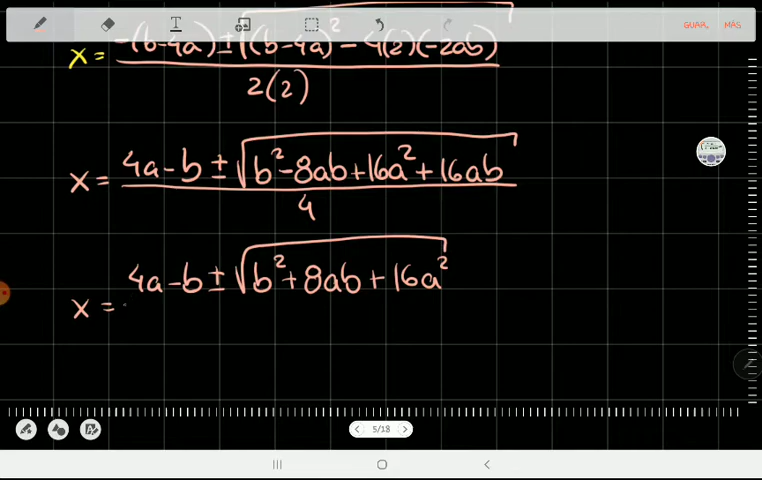 GUAR. MÁS
x = -(b-4a) ± √(b-4a)² - 4(2)(-2ab)
2(2)
x = 4a-b ± √b²-8ab+16a²+16ab
4
4a-b ± √b²+8ab+16a²
x =
5/18